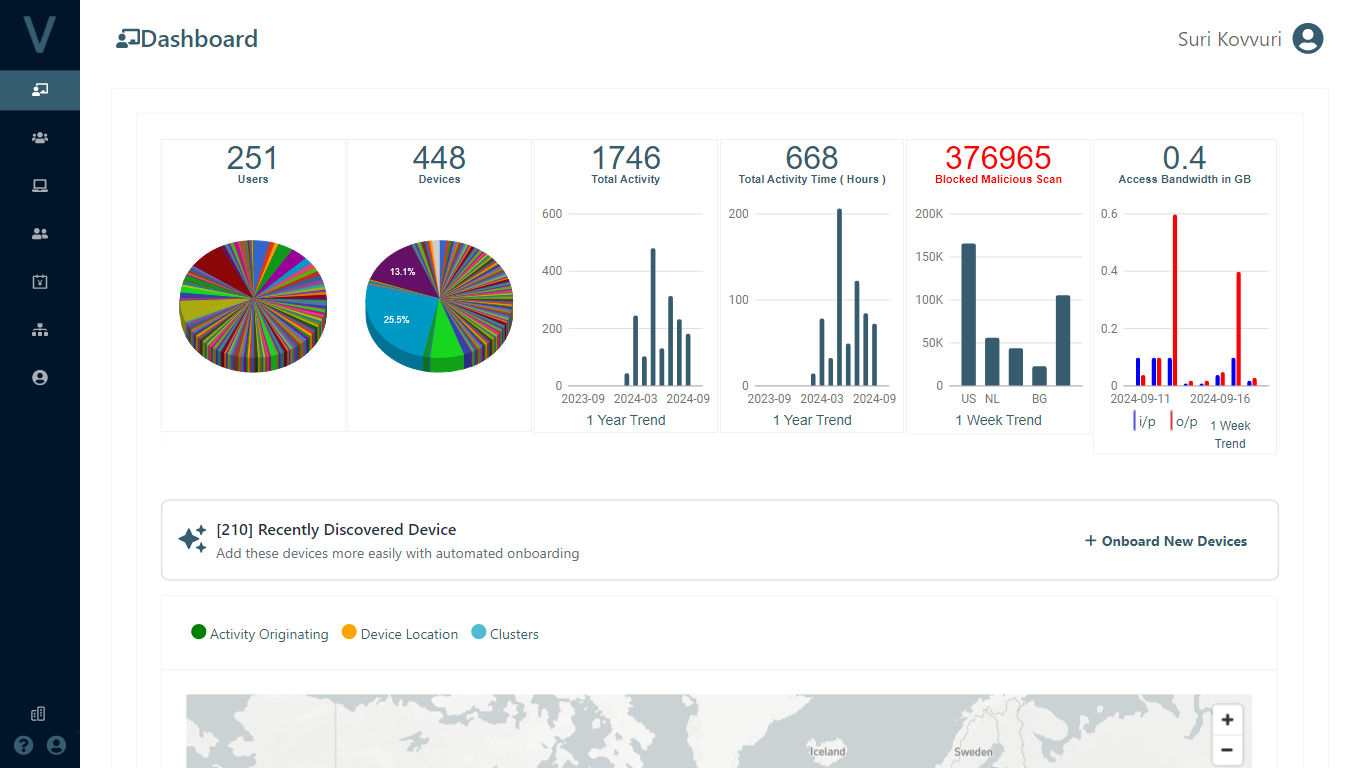 V
Dashboard
Suri Kovvuri
251
Users
13.1%
25.5%
448
Devices
1746
Total Activity
600
400
200
0
2023-09 2024-03 2024-09
1 Year Trend
668
Total Activity Time ( Hours )
200
100
0
2023-09 2024-03 2024-09
1 Year Trend
376965
Blocked Malicious Scan
200K
150K
100K
50K
0
US NL BG
1 Week Trend
0.4
Access Bandwidth in GB
0.6
0.4
0.2
0
2024-09-11 2024-09-16
i/p o/p 1 Week
Trend
[210] Recently Discovered Device
Add these devices more easily with automated onboarding
+ Onboard New Devices
Activity Originating Device Location Clusters
Iceland
Sweden
+
−
?